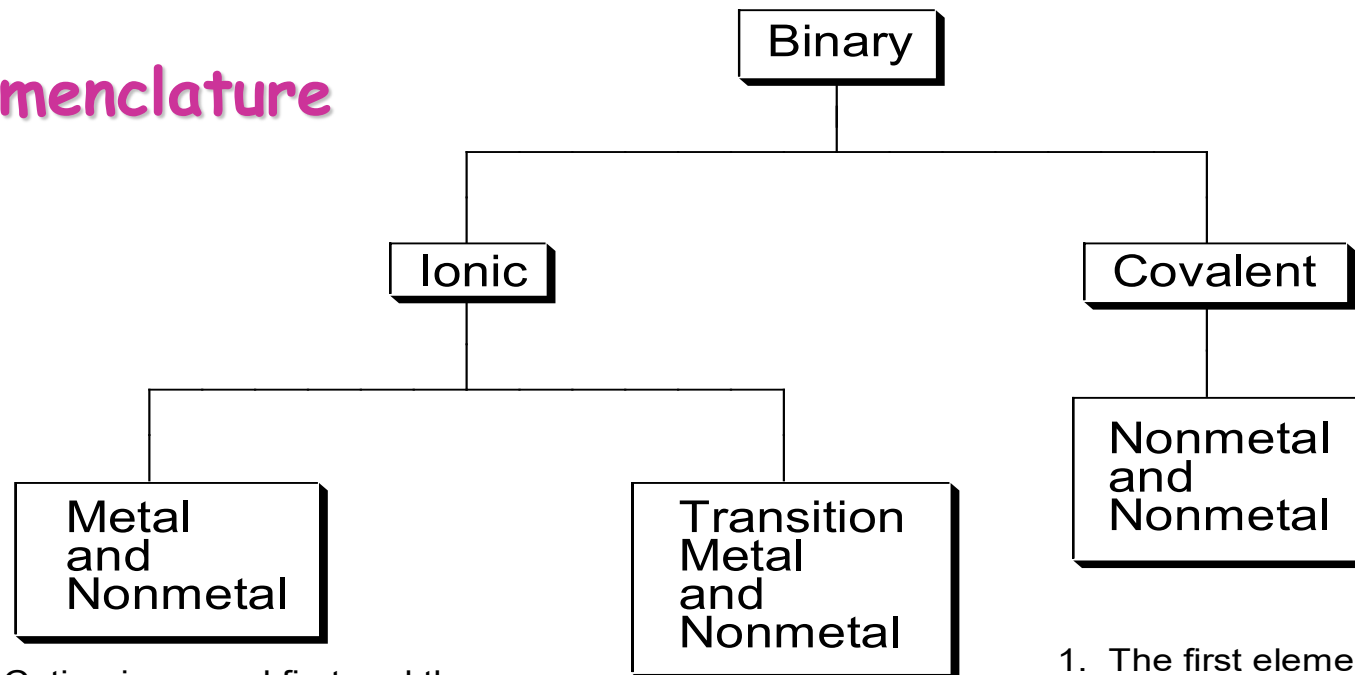 menclature
Binary
Ionic
Covalent
Metal
and
Nonmetal
Transition
Metal
and
Nonmetal
Nonmetal
and
Nonmetal
1. The first eleme